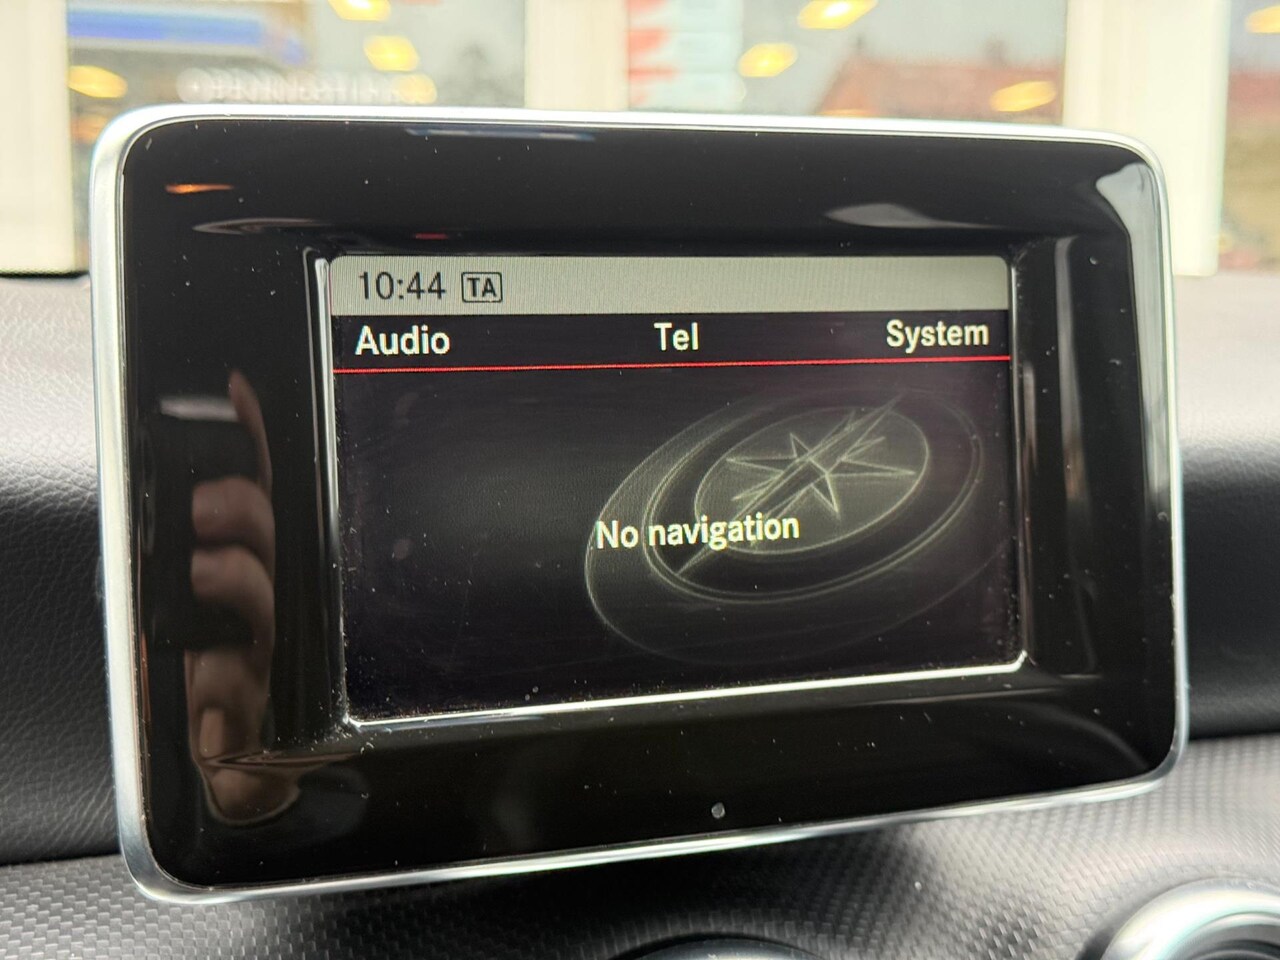 10:44 TA
Audio Tel System
No navigation